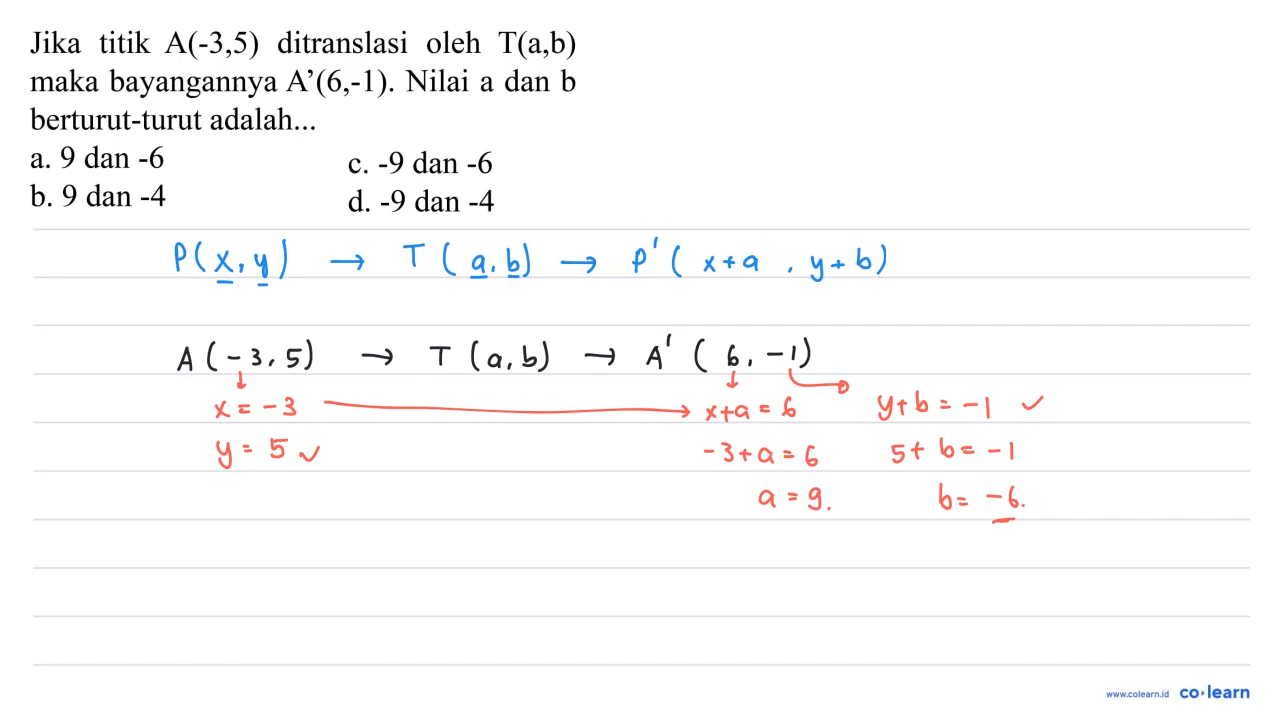 Jika titik A(-3,5) ditranslasi oleh T(a,b)
maka bayangannya A’(6,-1). Nilai a dan b
berturut-turut adalah...
a. 9 dan -6
c. -9 dan -6
b. 9 dan -4
d. -9 dan -4
P(x, y) → T(a, b) → P'(x+a, y+b)
A(-3, 5) → T(a, b) → A'(6, -1)
x = -3 → x+a = 6
y+b = -1 ✓
y = 5 ✓
-3+a = 6
5+b = -1
a = 9.
b = -6.
www.colearn.id co·learn